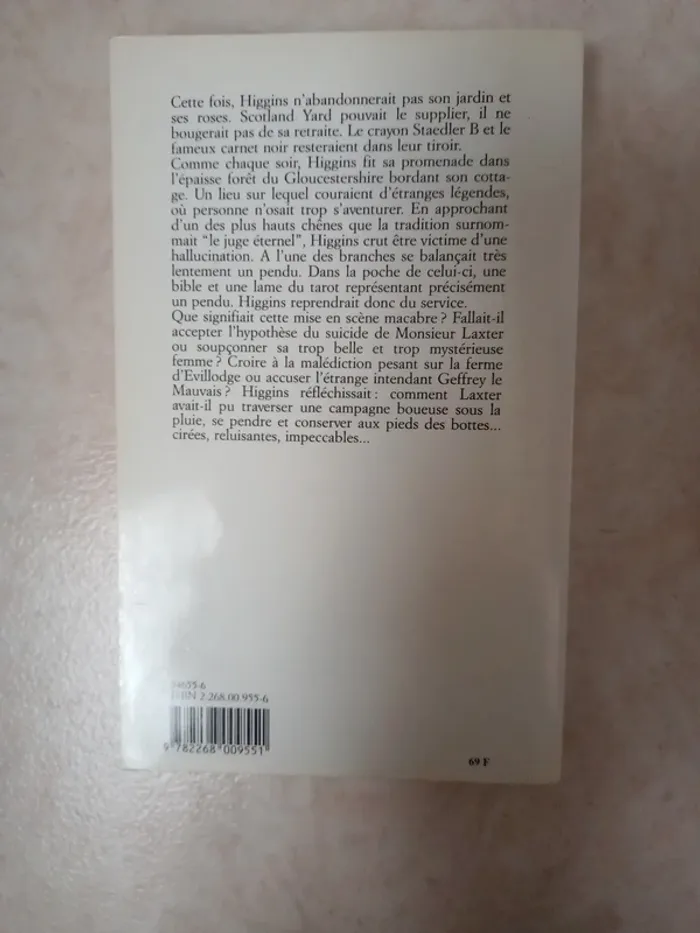 Cette fois, Higgins n'abandonnerait pas son jardin et
ses roses. Scotland Yard pouvait le supplier, il ne
bougerait pas de sa retraite. Le crayon Staedler B et le
fameux carnet noir resteraient dans leur tiroir.
Comme chaque soir, Higgins fit sa promenade dans
l'épaisse forêt du Gloucestershire bordant son cotta-
ge. Un lieu sur lequel couraient d'étranges légendes,
où personne n'osait trop s'aventurer. En approchant
d'un des plus hauts chênes que la tradition surnom-
mait "le juge éternel", Higgins crut être victime d'une
hallucination. A l'une des branches se balançait très
lentement un pendu. Dans la poche de celui-ci, une
bible et une lame du tarot représentant précisément
un pendu. Higgins reprendrait donc du service.
Que signifiait cette mise en scène macabre ? Fallait-il
accepter l'hypothèse du suicide de Monsieur Laxter
ou soupçonner sa trop belle et trop mystérieuse
femme ? Croire à la malédiction pesant sur la ferme
d'Evillodge ou accuser l'étrange intendant Geffrey le
Mauvais ? Higgins réfléchissait : comment Laxter
avait-il pu traverser une campagne boueuse sous la
pluie, se pendre et conserver aux pieds des bottes...
cirées, reluisantes, impeccables...
ISBN 2.268.00 955-6
9 782268 009551
69 F